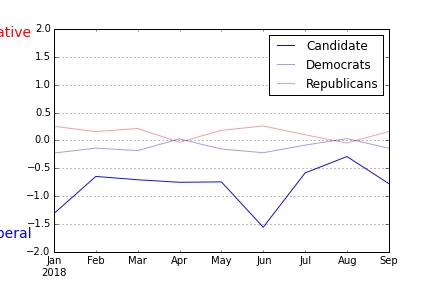 2.0
ative
Candidate
1.5
Democrats
Republicans
1.0
0.5
0.0
−0.5
−1.0
−1.5
beral
−2.0
Jan Feb Mar Apr May Jun Jul Aug Sep
2018